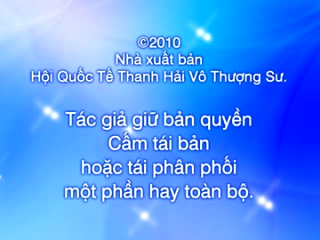 ©2010
Nhà xuất bản
Hội Quốc Tế Thanh Hải Vô Thượng Sư.
Tác giả giữ bản quyền
Cấm tái bản
hoặc tái phân phối
một phần hay toàn bộ.